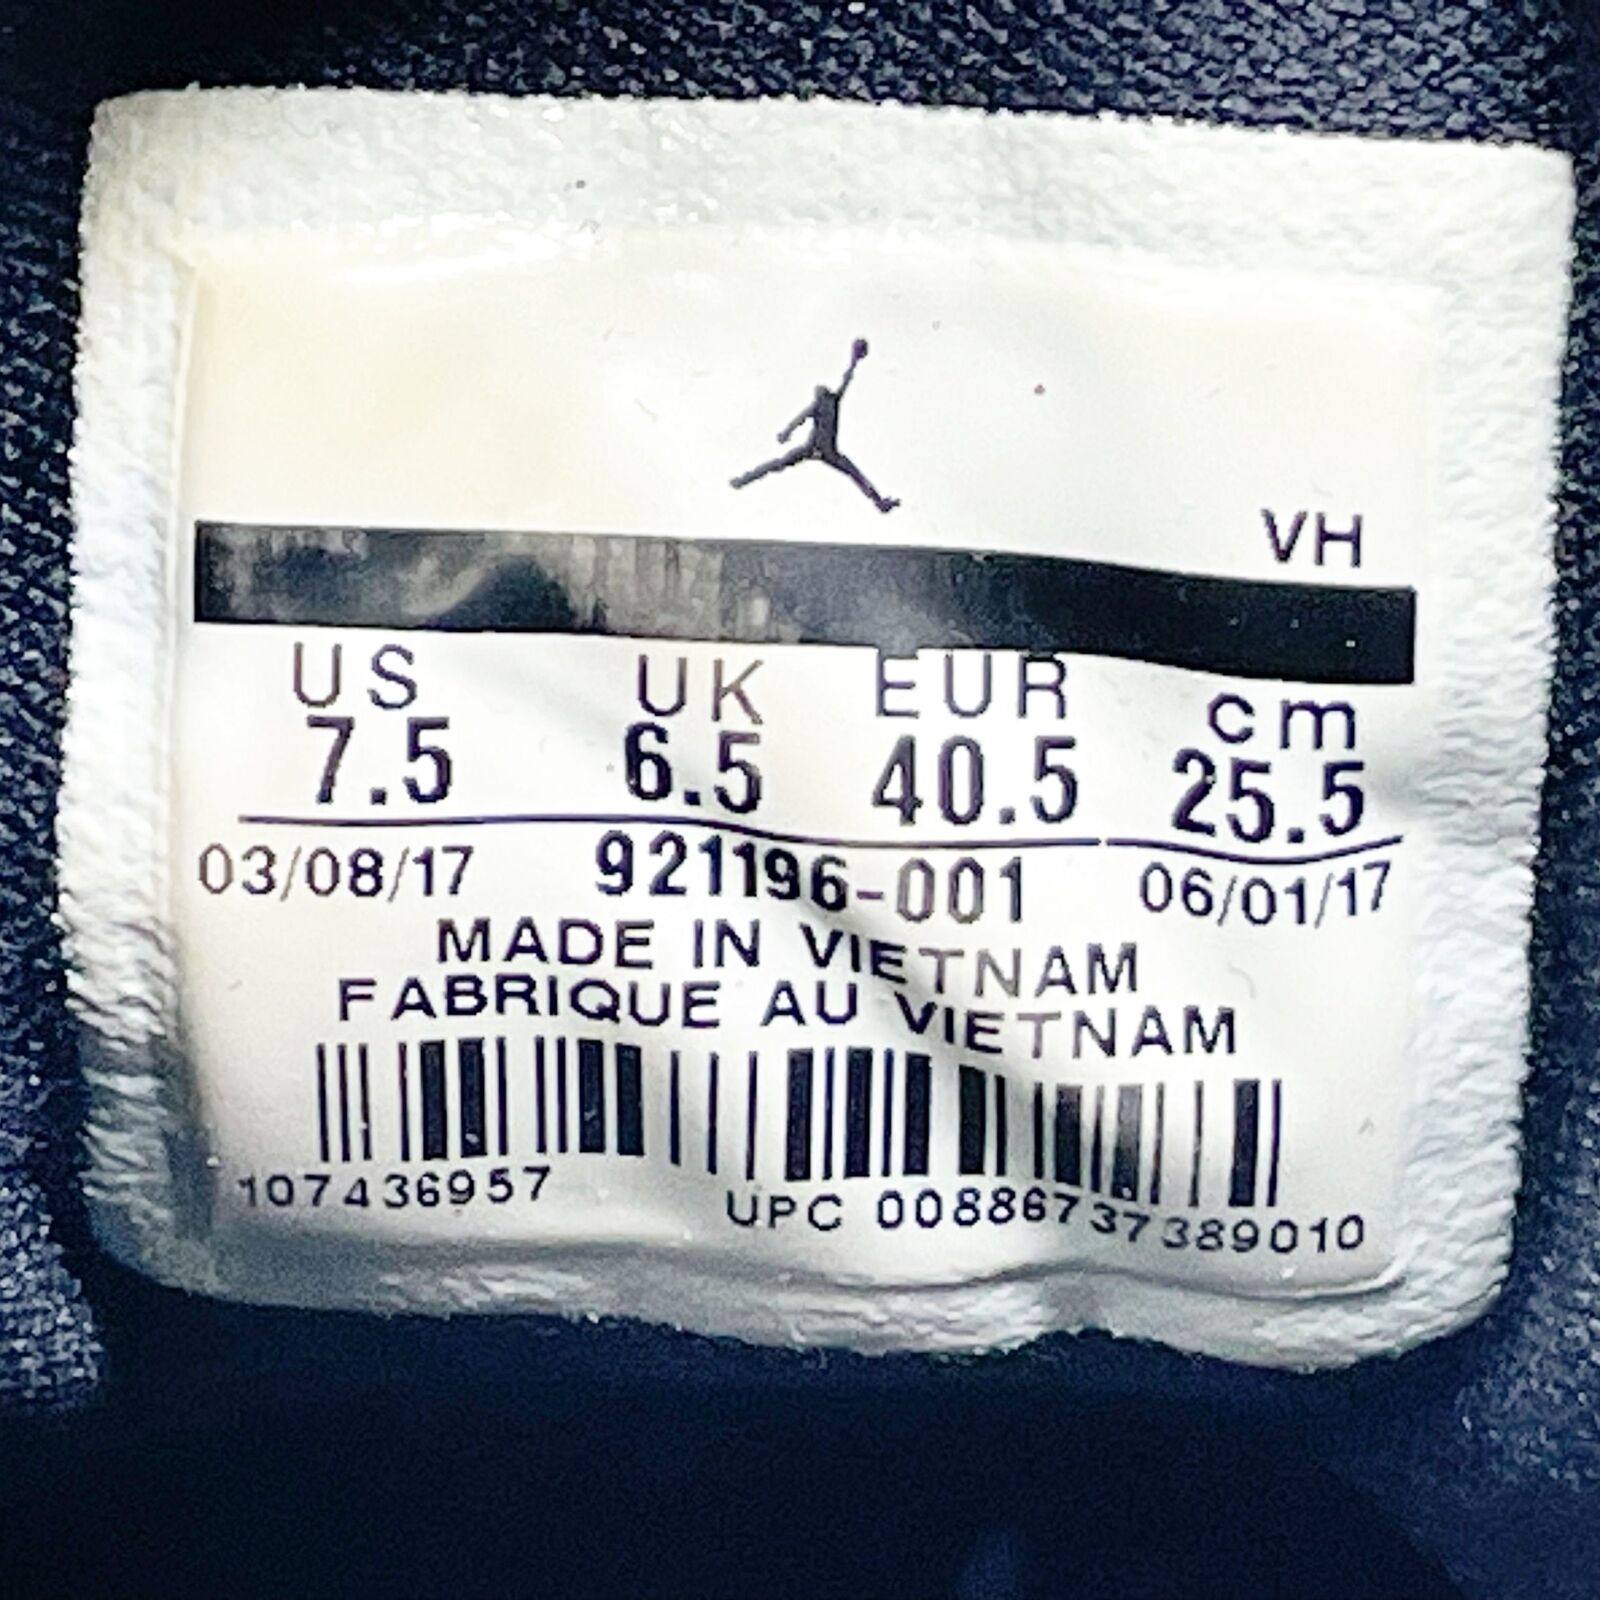 VH
US UK EUR cm
7.5 6.5 40.5 25.5
03/08/17 921196-001 06/01/17
MADE IN VIETNAM
FABRIQUE AU VIETNAM
107436957 UPC 00886737389010